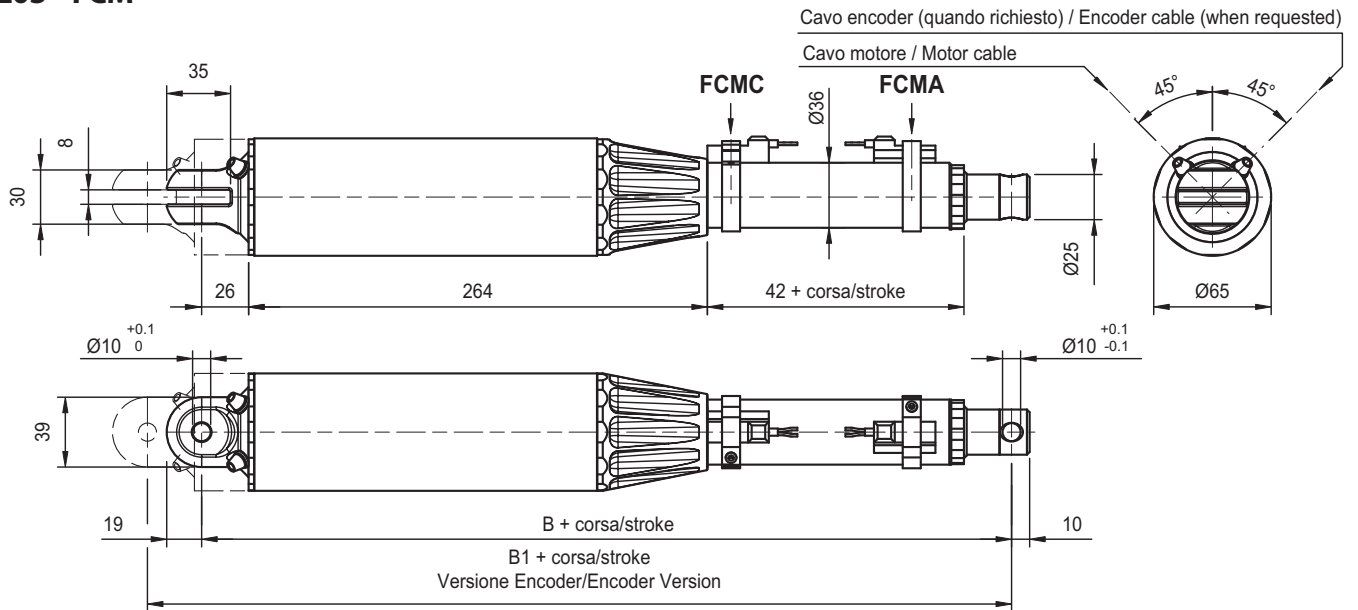 Cavo encoder (quando richiesto) / Encoder cable (when requested)
Cavo motore / Motor cable
35
FCMC
FCMA
Ø36
45°
45°
8
30
Ø25
26
264
42 + corsa/stroke
Ø65
Ø10 +0.1 0
Ø10 +0.1 -0.1
39
19
B + corsa/stroke
10
B1 + corsa/stroke
Versione Encoder/Encoder Version